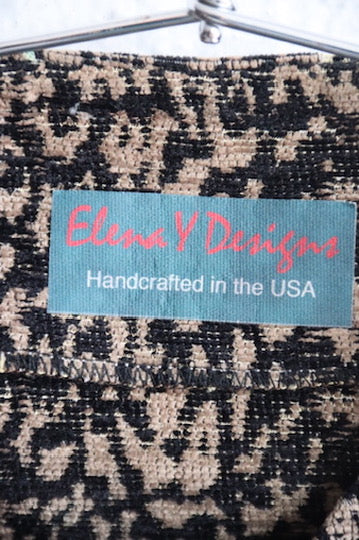 Elena Y Designs
Handcrafted in the USA